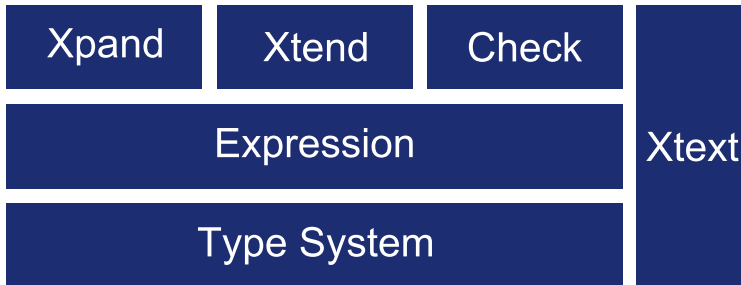 Xpand
Xtend
Check
Expression
Xtext
Type System